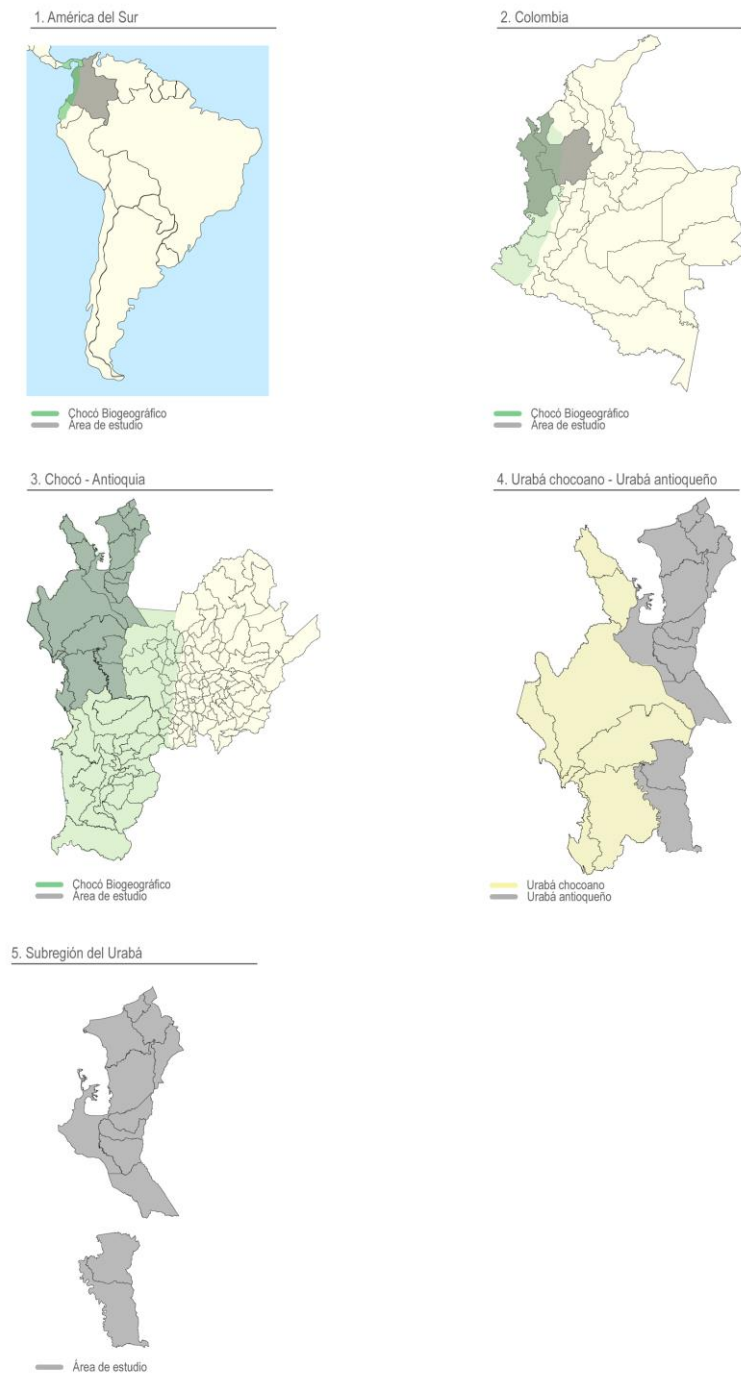 1. América del Sur
Chocó Biogeográfico
Área de estudio
2. Colombia
Chocó Biogeográfico
Área de estudio
3. Chocó - Antioquia
Chocó Biogeográfico
Área de estudio
4. Urabá chocoano - Urabá antioqueño
Urabá chocoano
Urabá antioqueño
5. Subregión del Urabá
Área de estudio